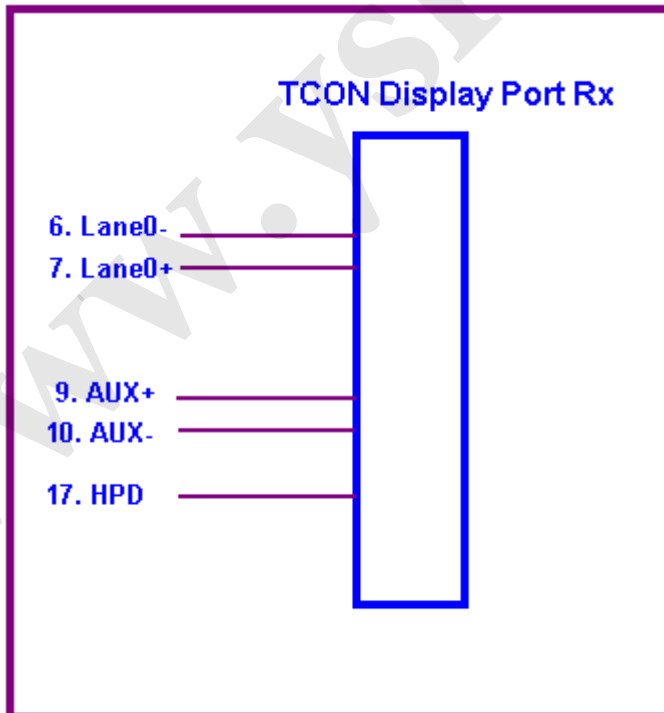 TCON Display Port Rx
6. Lane0-
7. Lane0+
9. AUX+
10. AUX-
17. HPD